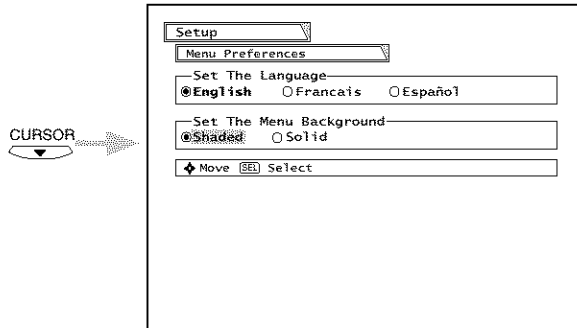 Setup
Menu Preferences
Set The Language
English Francais Español
Set The Menu Background
Shaded Solid
CURSOR
Move SEL Select